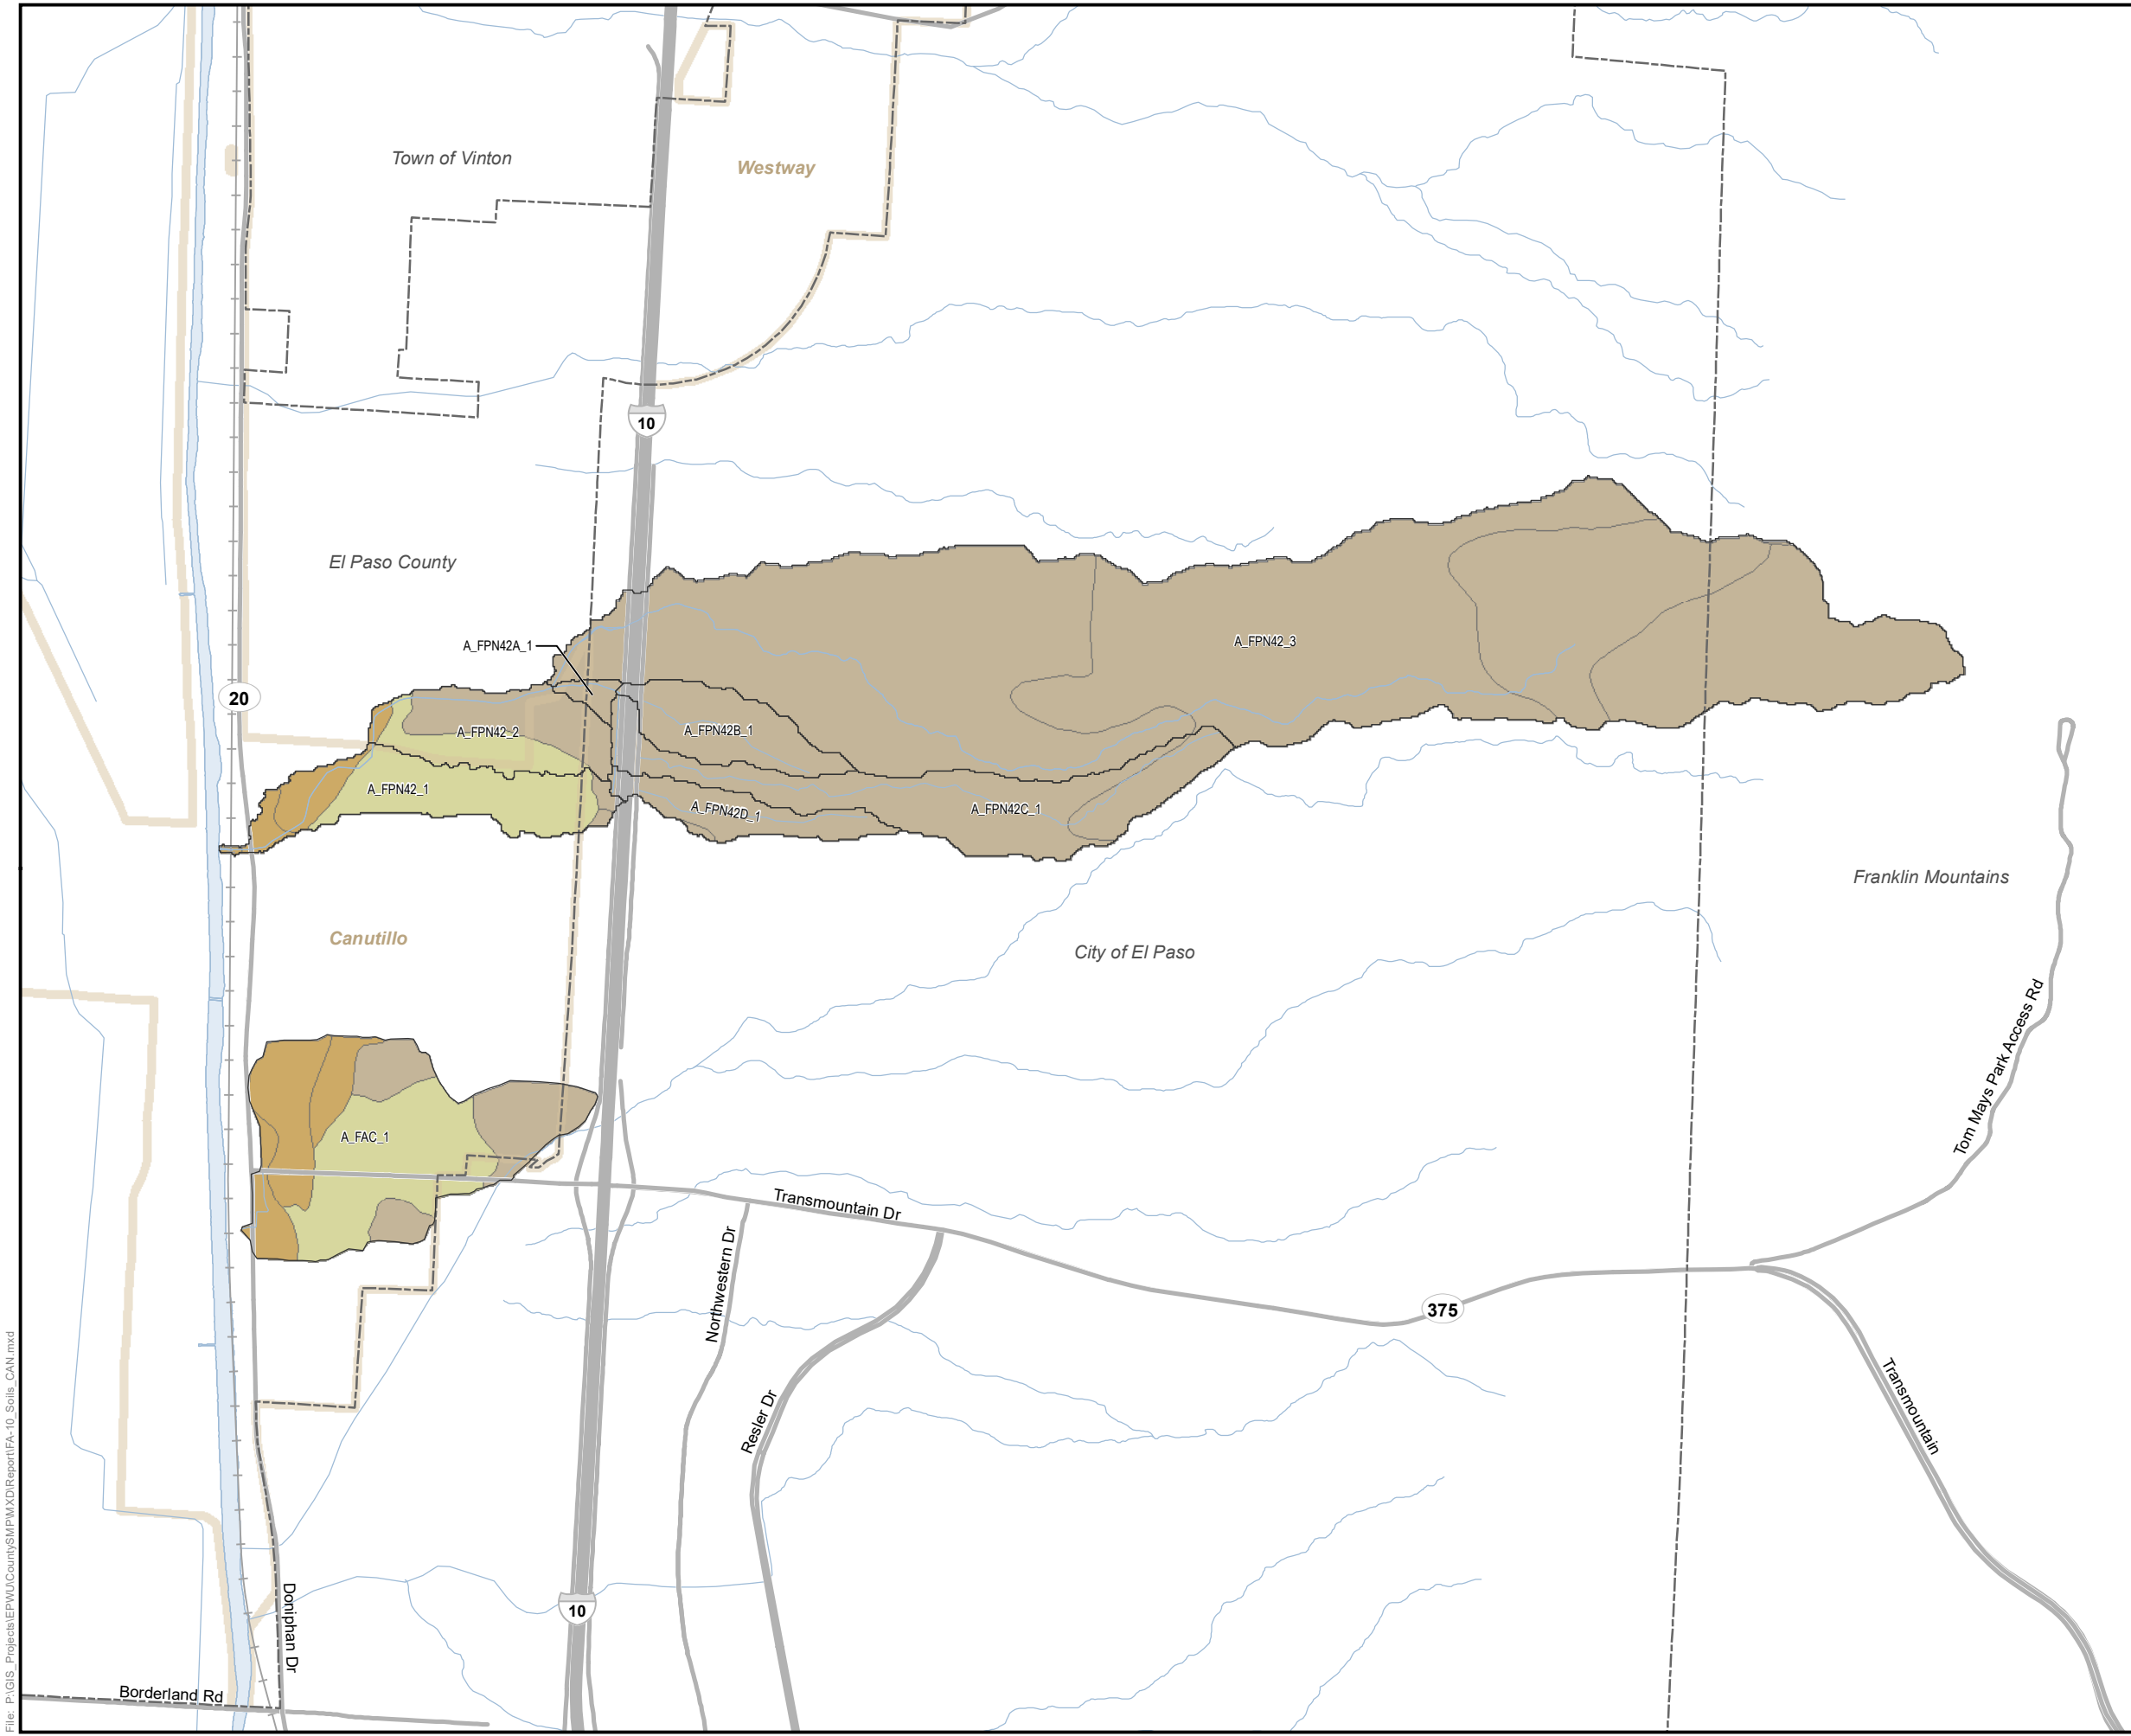 Town of Vinton
Westway
10
El Paso County
A_FPN42_3
A_FPN42A_1
20
A_FPN42_2
A_FPN42B_1
A_FPN42_1
A_FPN42D_1
A_FPN42C_1
Franklin Mountains
Canutillo
City of El Paso
Tom Mays Park Access Rd
A_FAC_1
Transmountain Dr
Northwestern Dr
375
Resler Dr
Transmountain
Doniphan Dr
10
Borderland Rd
File: P:\GIS_Projects\EPWU\CountySMP\MXD\Report\FA-10_Soils_CAN.mxd